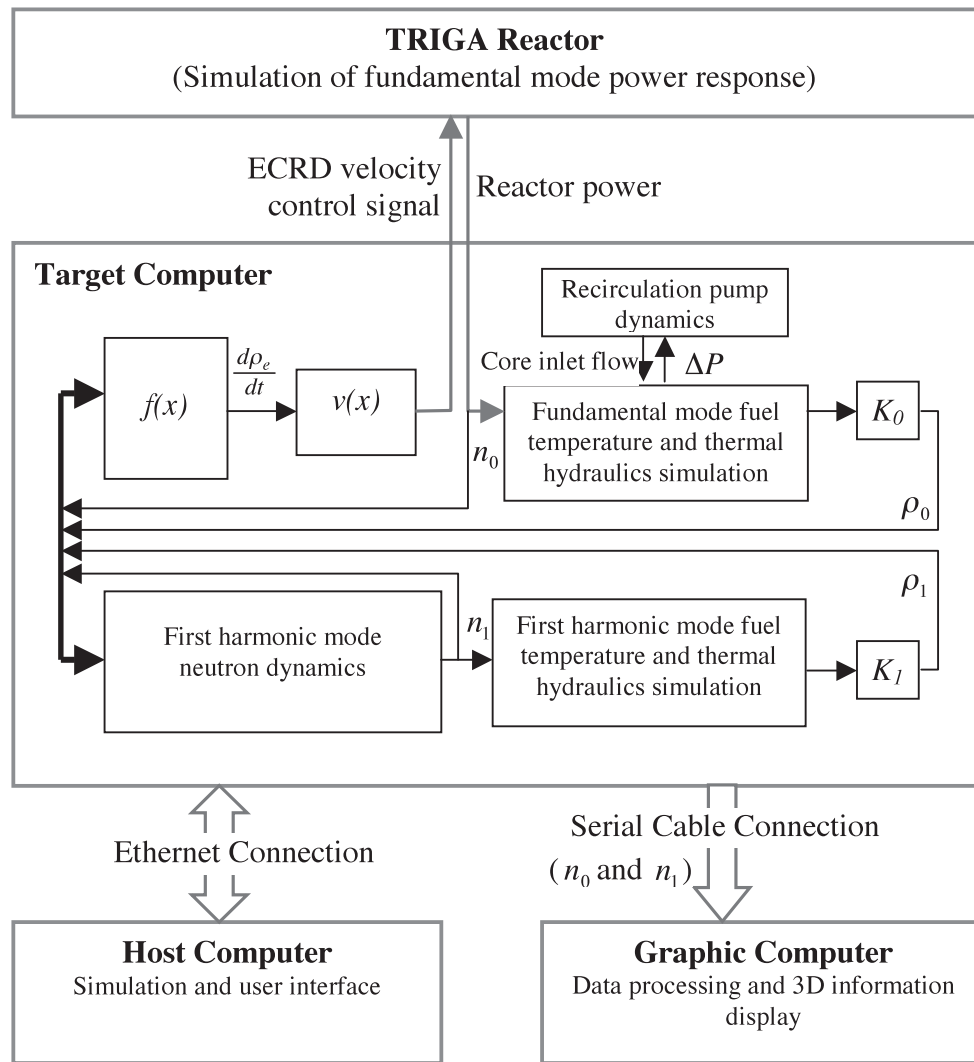 TRIGA Reactor
(Simulation of fundamental mode power response)
ECRD velocity
control signal
Reactor power
Target Computer
Recirculation pump
dynamics
Core inlet flow
ΔP
f(x)
dρₑ/dt
v(x)
n₀
Fundamental mode fuel
temperature and thermal
hydraulics simulation
K₀
ρ₀
ρ₁
First harmonic mode
neutron dynamics
n₁
First harmonic mode fuel
temperature and thermal
hydraulics simulation
K₁
Ethernet Connection
Serial Cable Connection
(n₀ and n₁)
Host Computer
Simulation and user interface
Graphic Computer
Data processing and 3D information
display